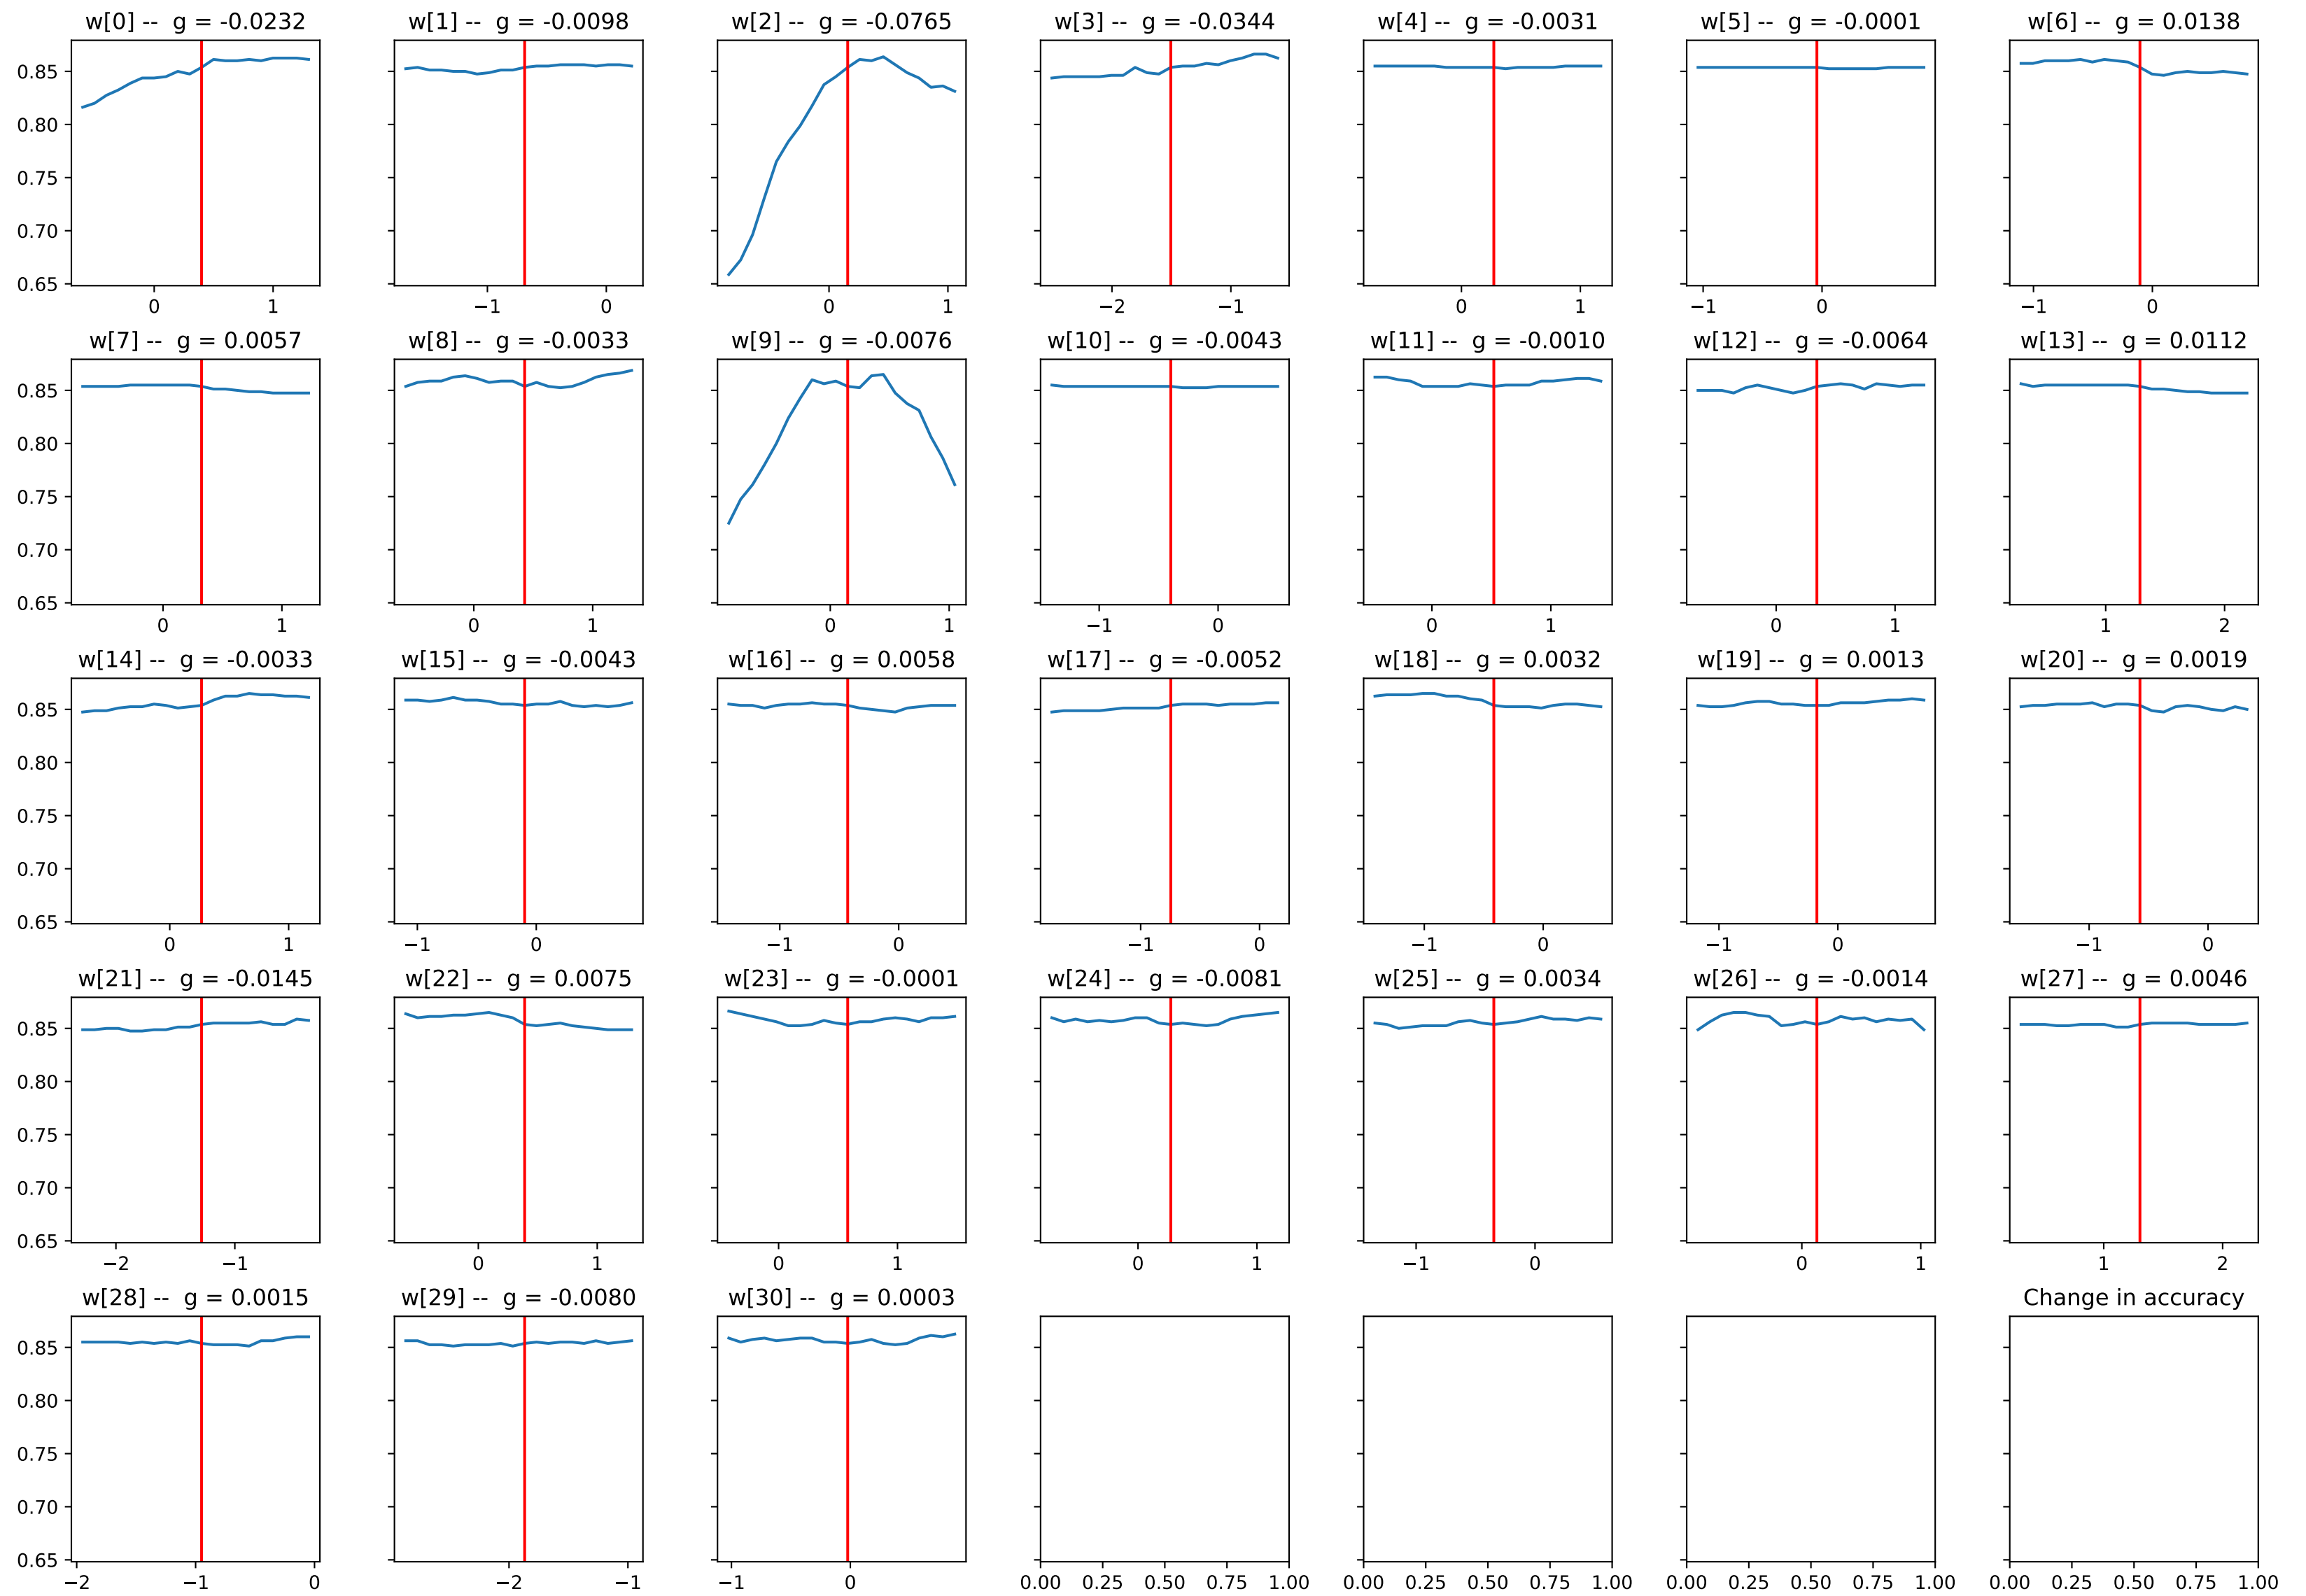 w[0] --  g = -0.0232 w[1] --  g = -0.0098 w[2] --  g = -0.0765 w[3] --  g = -0.0344 w[4] --  g = -0.0031 w[5] --  g = -0.0001 w[6] --  g = 0.0138
0.85
0.80
0.75
0.70
0.65
0 1 −1 0 0 1 −2 −1 0 1 −1 0 −1 0
w[7] --  g = 0.0057 w[8] --  g = -0.0033 w[9] --  g = -0.0076 w[10] --  g = -0.0043 w[11] --  g = -0.0010 w[12] --  g = -0.0064 w[13] --  g = 0.0112
0.85
0.80
0.75
0.70
0.65
0 1 0 1 0 1 −1 0 0 1 0 1 1 2
w[14] --  g = -0.0033 w[15] --  g = -0.0043 w[16] --  g = 0.0058 w[17] --  g = -0.0052 w[18] --  g = 0.0032 w[19] --  g = 0.0013 w[20] --  g = 0.0019
0.85
0.80
0.75
0.70
0.65
0 1 −1 0 −1 0 −1 0 −1 0 −1 0 −1 0
w[21] --  g = -0.0145 w[22] --  g = 0.0075 w[23] --  g = -0.0001 w[24] --  g = -0.0081 w[25] --  g = 0.0034 w[26] --  g = -0.0014 w[27] --  g = 0.0046
0.85
0.80
0.75
0.70
0.65
−2 −1 0 1 0 1 0 1 −1 0 0 1 1 2
w[28] --  g = 0.0015 w[29] --  g = -0.0080 w[30] --  g = 0.0003 Change in accuracy
0.85
0.80
0.75
0.70
0.65
−2 −1 0 −2 −1 −1 0 0.00 0.25 0.50 0.75 1.00 0.00 0.25 0.50 0.75 1.00 0.00 0.25 0.50 0.75 1.00 0.00 0.25 0.50 0.75 1.00